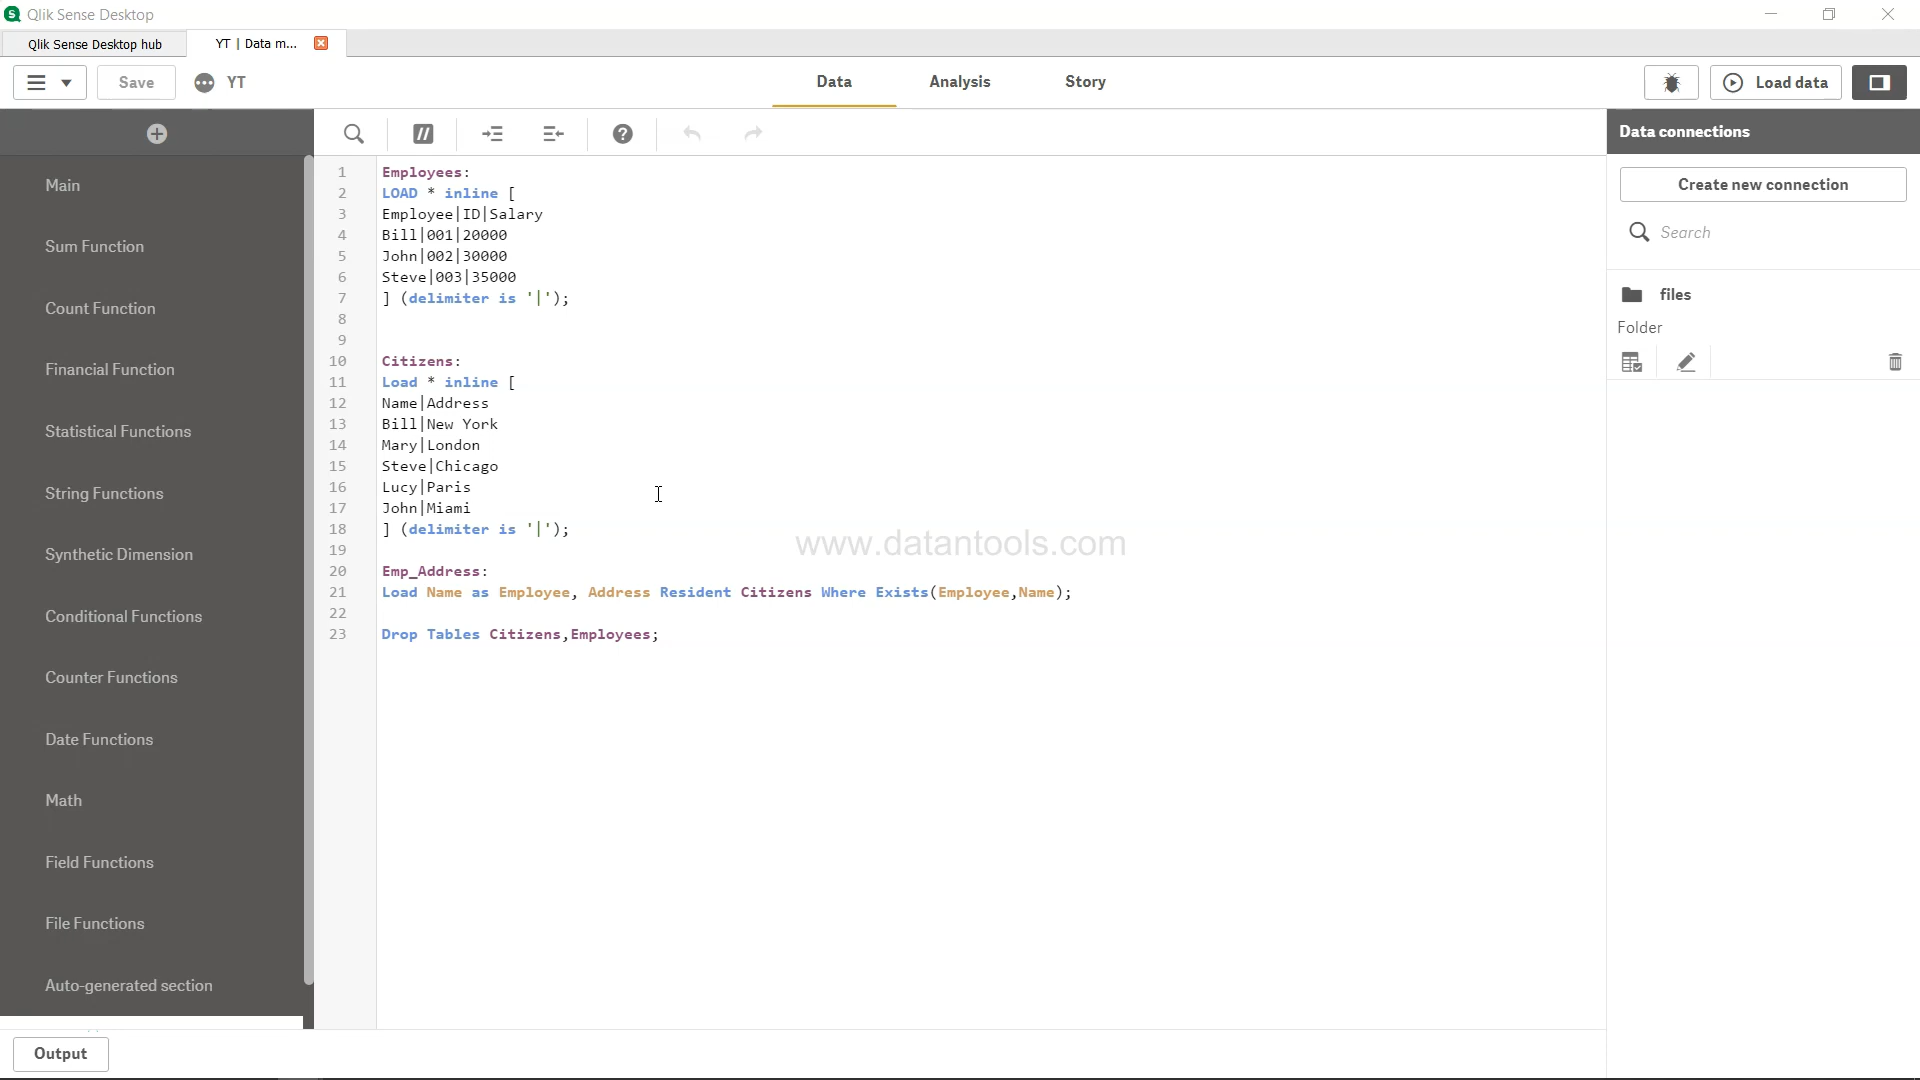 Qlik Sense Desktop
Qlik Sense Desktop hub
YT | Data m...
Save
YT
Data
Analysis
Story
Load data
Main
Sum Function
Count Function
Financial Function
Statistical Functions
String Functions
Synthetic Dimension
Conditional Functions
Counter Functions
Date Functions
Math
Field Functions
File Functions
Auto-generated section
1 Employees:
2 LOAD * inline [
3 Employee|ID|Salary
4 Bill|001|20000
5 John|002|30000
6 Steve|003|35000
7 ] (delimiter is '|');
8
9
10 Citizens:
11 Load * inline [
12 Name|Address
13 Bill|New York
14 Mary|London
15 Steve|Chicago
16 Lucy|Paris
17 John|Miami
18 ] (delimiter is '|');
19
20 Emp_Address:
21 Load Name as Employee, Address Resident Citizens Where Exists(Employee,Name);
22
23 Drop Tables Citizens,Employees;
www.datantools.com
Data connections
Create new connection
Search
files
Folder
Output